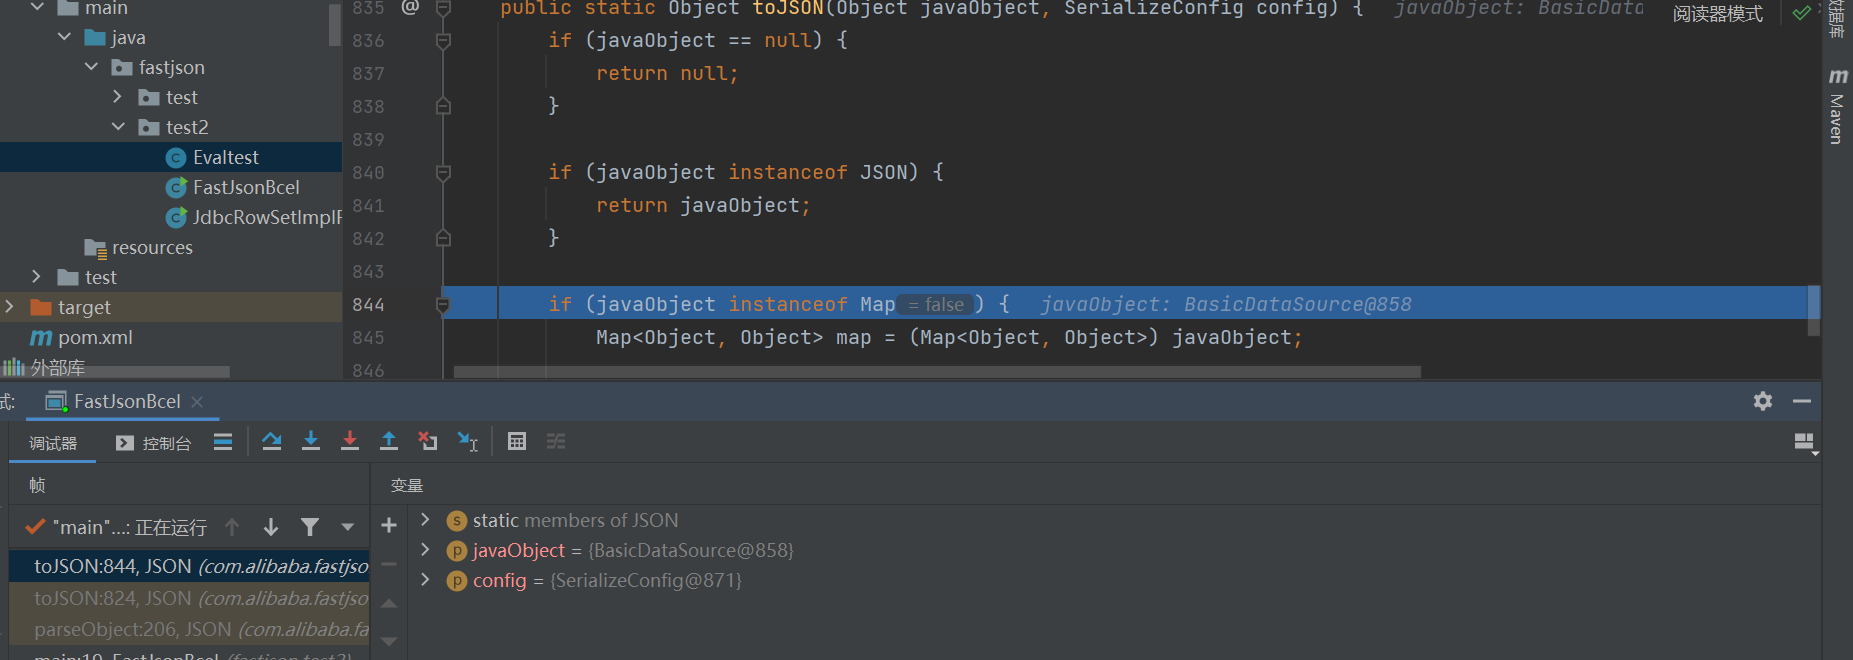 main
java
fastjson
test
test2
Evaltest
FastJsonBcel
JdbcRowSetImplF
resources
test
target
pom.xml
外部库
835 @ public static Object toJSON(Object javaObject, SerializeConfig config) { javaObject: BasicData
836 if (javaObject == null) {
837 return null;
838 }
839
840 if (javaObject instanceof JSON) {
841 return javaObject;
842 }
843
844 if (javaObject instanceof Map = false ) { javaObject: BasicDataSource@858
845 Map<Object, Object> map = (Map<Object, Object>) javaObject;
846
阅读器模式
数据库
m Maven
试: FastJsonBcel
调试器 控制台
帧
变量
"main"...: 正在运行
toJSON:844, JSON (com.alibaba.fastjso
toJSON:824, JSON (com.alibaba.fastjso
parseObject:206, JSON (com.alibaba.fa
main:19, FastJsonBcel (fastjson.test2)
static members of JSON
javaObject = {BasicDataSource@858}
config = {SerializeConfig@871}